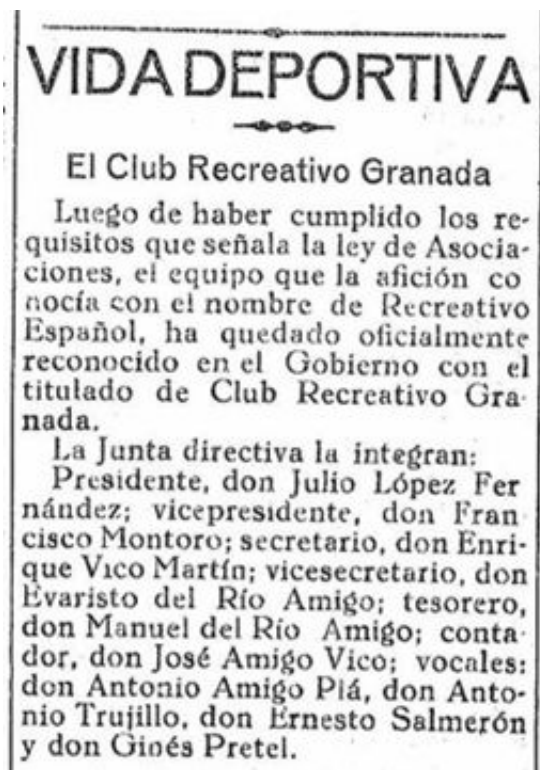 VIDA DEPORTIVA
El Club Recreativo Granada
Luego de haber cumplido los re-
quisitos que señala la ley de Asocia-
ciones, el equipo que la afición co
nocía con el nombre de Recreativo
Español, ha quedado oficialmente
reconocido en el Gobierno con el
titulado de Club Recreativo Gra-
nada.
La Junta directiva la integran:
Presidente, don Julio López Fer
nández; vicepresidente, don Fran
cisco Montoro; secretario, don Enri-
que Vico Martín; vicesecretario, don
Evaristo del Río Amigo; tesorero,
don Manuel del Río Amigo; conta-
dor, don José Amigo Vico; vocales:
don Antonio Amigo Plá, don Anto-
nio Trujillo, don Ernesto Salmerón
y don Ginés Pretel.